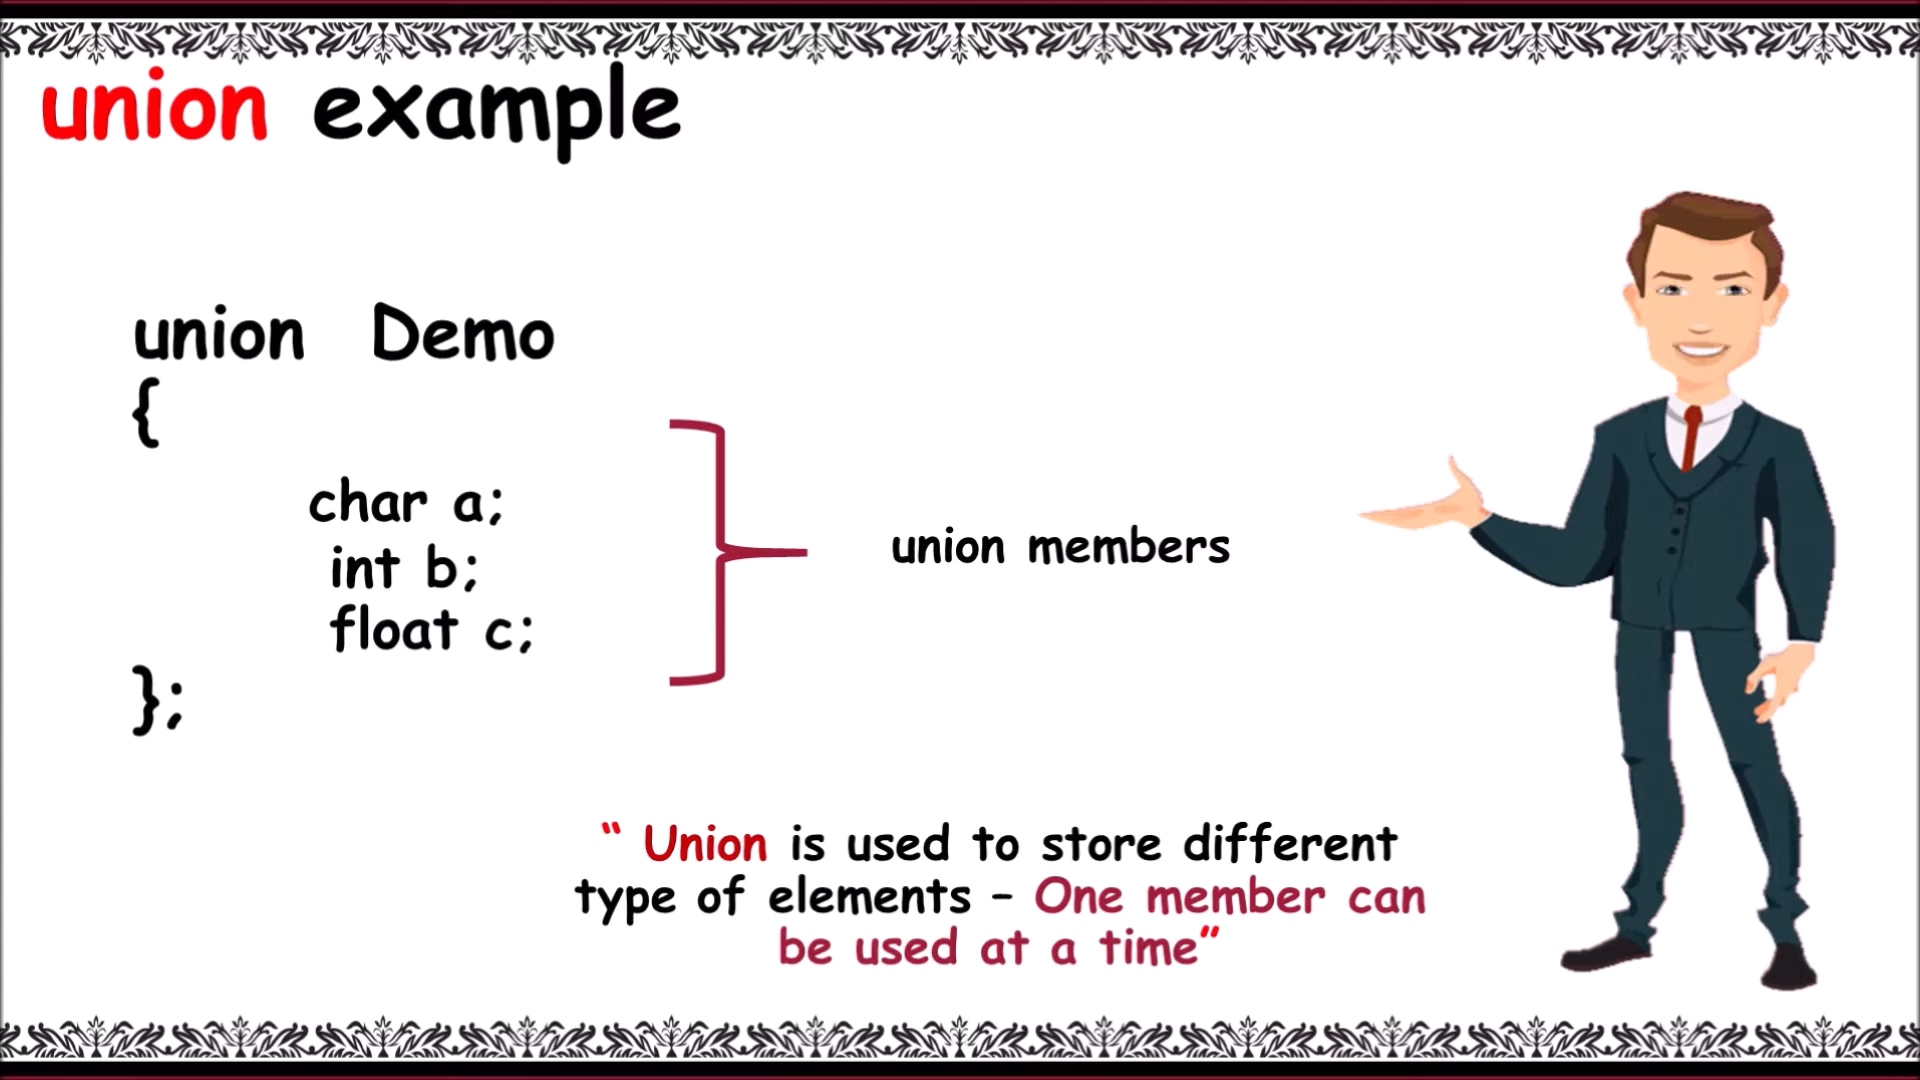 union example
union Demo
{
char a;
int b;
float c;
};
union members
“ Union is used to store different
type of elements – One member can
be used at a time”